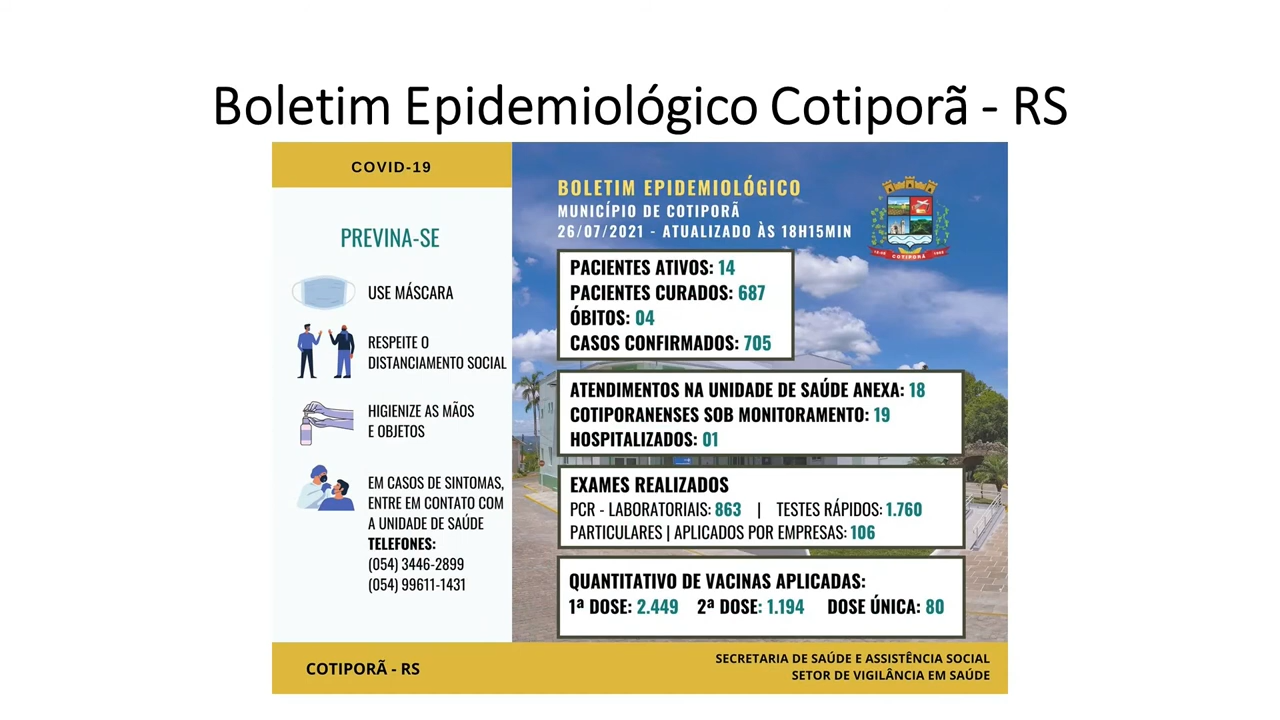 Boletim Epidemiológico Cotiporã - RS
COVID-19
PREVINA-SE
USE MÁSCARA
RESPEITE O
DISTANCIAMENTO SOCIAL
HIGIENIZE AS MÃOS
E OBJETOS
EM CASOS DE SINTOMAS,
ENTRE EM CONTATO COM
A UNIDADE DE SAÚDE
TELEFONES:
(054) 3446-2899
(054) 99611-1431
BOLETIM EPIDEMIOLÓGICO
MUNICÍPIO DE COTIPORÃ
26/07/2021 - ATUALIZADO ÀS 18H15MIN
COTIPORÃ
PACIENTES ATIVOS: 14
PACIENTES CURADOS: 687
ÓBITOS: 04
CASOS CONFIRMADOS: 705
ATENDIMENTOS NA UNIDADE DE SAÚDE ANEXA: 18
COTIPORANENSES SOB MONITORAMENTO: 19
HOSPITALIZADOS: 01
EXAMES REALIZADOS
PCR - LABORATORIAIS: 863 | TESTES RÁPIDOS: 1.760
PARTICULARES | APLICADOS POR EMPRESAS: 106
QUANTITATIVO DE VACINAS APLICADAS:
1ª DOSE: 2.449 2ª DOSE: 1.194 DOSE ÚNICA: 80
COTIPORÃ - RS
SECRETARIA DE SAÚDE E ASSISTÊNCIA SOCIAL
SETOR DE VIGILÂNCIA EM SAÚDE